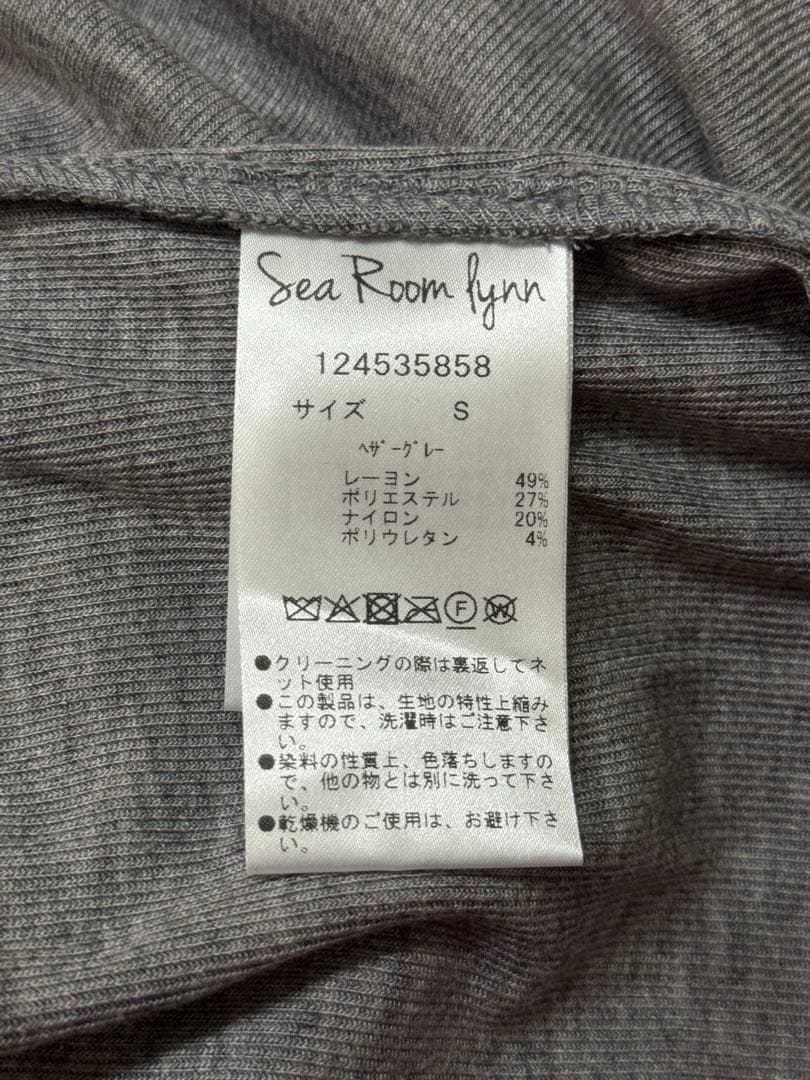 Sea Room lynn
124535858
サイズ S
ﾍｻﾞｰｸﾞﾚｰ
レーヨン 49%
ポリエステル 27%
ナイロン 20%
ポリウレタン 4%
F W
●クリーニングの際は裏返してネ
ット使用
●この製品は、生地の特性上縮み
ますので、洗濯時はご注意下さ
い。
●染料の性質上、色落ちしますの
で、他の物とは別に洗って下さ
い。
●乾燥機のご使用は、お避け下さ
い。